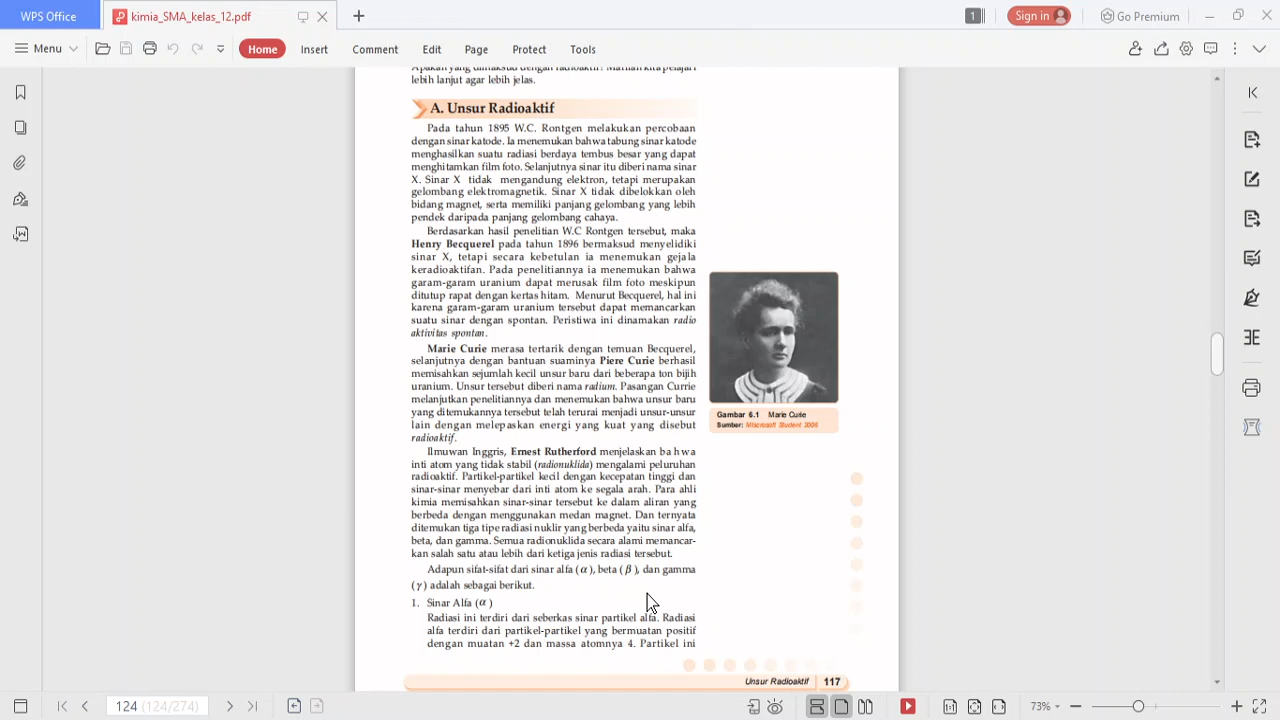 WPS Office
kimia_SMA_kelas_12.pdf
1
Sign in
Go Premium
Menu
Home
Insert
Comment
Edit
Page
Protect
Tools
lebih lanjut agar lebih jelas.
A. Unsur Radioaktif
Pada tahun 1895 W.C. Rontgen melakukan percobaan
dengan sinar katode. Ia menemukan bahwa tabung sinar katode
menghasilkan suatu radiasi berdaya tembus besar yang dapat
menghitamkan film foto. Selanjutnya sinar itu diberi nama sinar
X. Sinar X tidak mengandung elektron, tetapi merupakan
gelombang elektromagnetik. Sinar X tidak dibelokkan oleh
bidang magnet, serta memiliki panjang gelombang yang lebih
pendek daripada panjang gelombang cahaya.
Berdasarkan hasil penelitian W.C Rontgen tersebut, maka
Henry Becquerel pada tahun 1896 bermaksud menyelidiki
sinar X, tetapi secara kebetulan ia menemukan gejala
keradioaktifan. Pada penelitiannya ia menemukan bahwa
garam-garam uranium dapat merusak film foto meskipun
ditutup rapat dengan kertas hitam. Menurut Becquerel, hal ini
karena garam-garam uranium tersebut dapat memancarkan
suatu sinar dengan spontan. Peristiwa ini dinamakan radio
aktivitas spontan.
Marie Curie merasa tertarik dengan temuan Becquerel,
selanjutnya dengan bantuan suaminya Piere Curie berhasil
memisahkan sejumlah kecil unsur baru dari beberapa ton bijih
uranium. Unsur tersebut diberi nama radium. Pasangan Currie
melanjutkan penelitiannya dan menemukan bahwa unsur baru
yang ditemukannya tersebut telah terurai menjadi unsur-unsur
lain dengan melepaskan energi yang kuat yang disebut
radioaktif.
Ilmuwan Inggris, Ernest Rutherford menjelaskan bahwa
inti atom yang tidak stabil (radionuklida) mengalami peluruhan
radioaktif. Partikel-partikel kecil dengan kecepatan tinggi dan
sinar-sinar menyebar dari inti atom ke segala arah. Para ahli
kimia memisahkan sinar-sinar tersebut ke dalam aliran yang
berbeda dengan menggunakan medan magnet. Dan ternyata
ditemukan tiga tipe radiasi nuklir yang berbeda yaitu sinar alfa,
beta, dan gamma. Semua radionuklida secara alami memancar-
kan salah satu atau lebih dari ketiga jenis radiasi tersebut.
Adapun sifat-sifat dari sinar alfa (α), beta (β), dan gamma
(γ) adalah sebagai berikut.
1. Sinar Alfa (α)
Radiasi ini terdiri dari seberkas sinar partikel alfa. Radiasi
alfa terdiri dari partikel-partikel yang bermuatan positif
dengan muatan +2 dan massa atomnya 4. Partikel ini
Gambar 6.1 Marie Curie
Sumber: Miscrosoft Student 2006
Unsur Radioaktif 117
124 (124/274)
73%